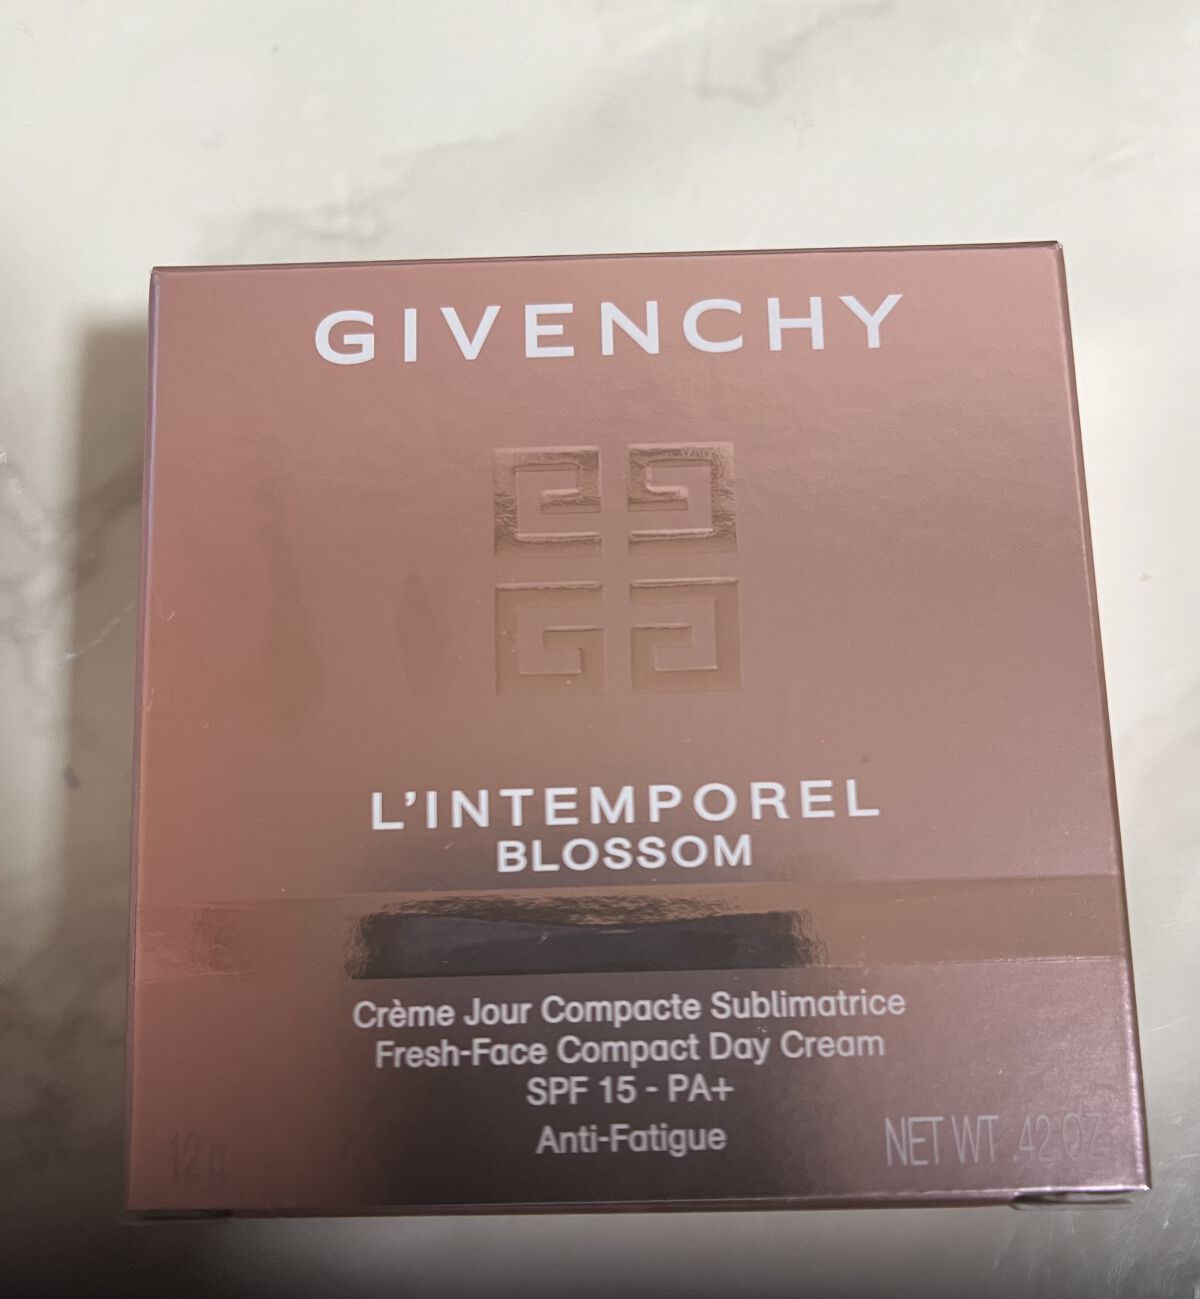 GIVENCHY
L'INTEMPOREL
BLOSSOM
Crème Jour Compacte Sublimatrice
Fresh-Face Compact Day Cream
SPF 15 - PA+
Anti-Fatigue
12g
NET WT .42 OZ.